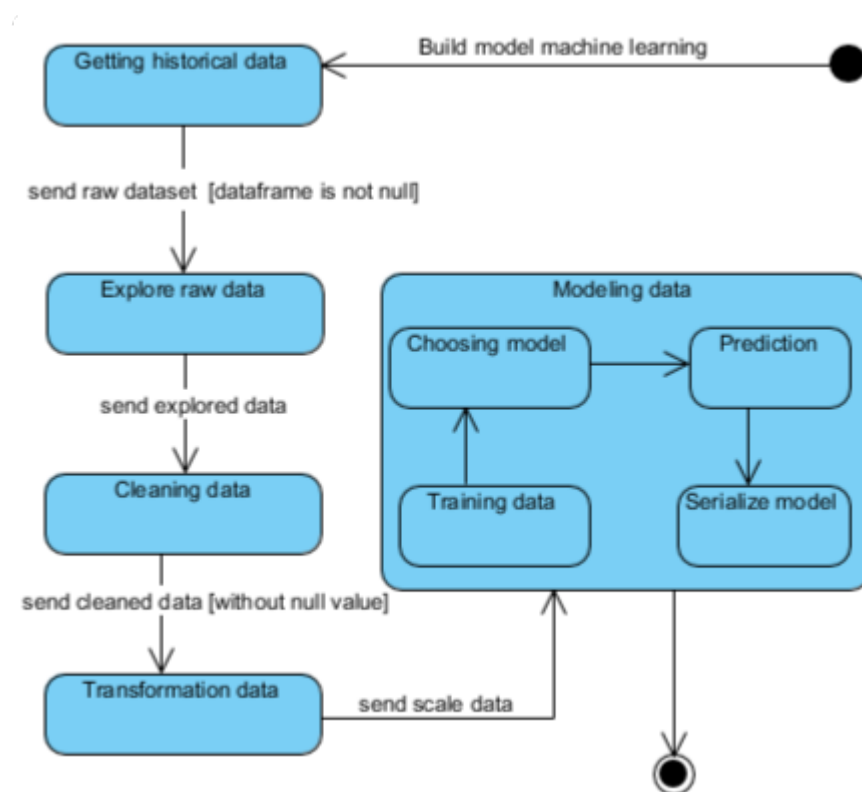 Build model machine learning
Getting historical data
send raw dataset [dataframe is not null]
Explore raw data
send explored data
Cleaning data
send cleaned data [without null value]
Transformation data
send scale data
Modeling data
Choosing model
Prediction
Training data
Serialize model